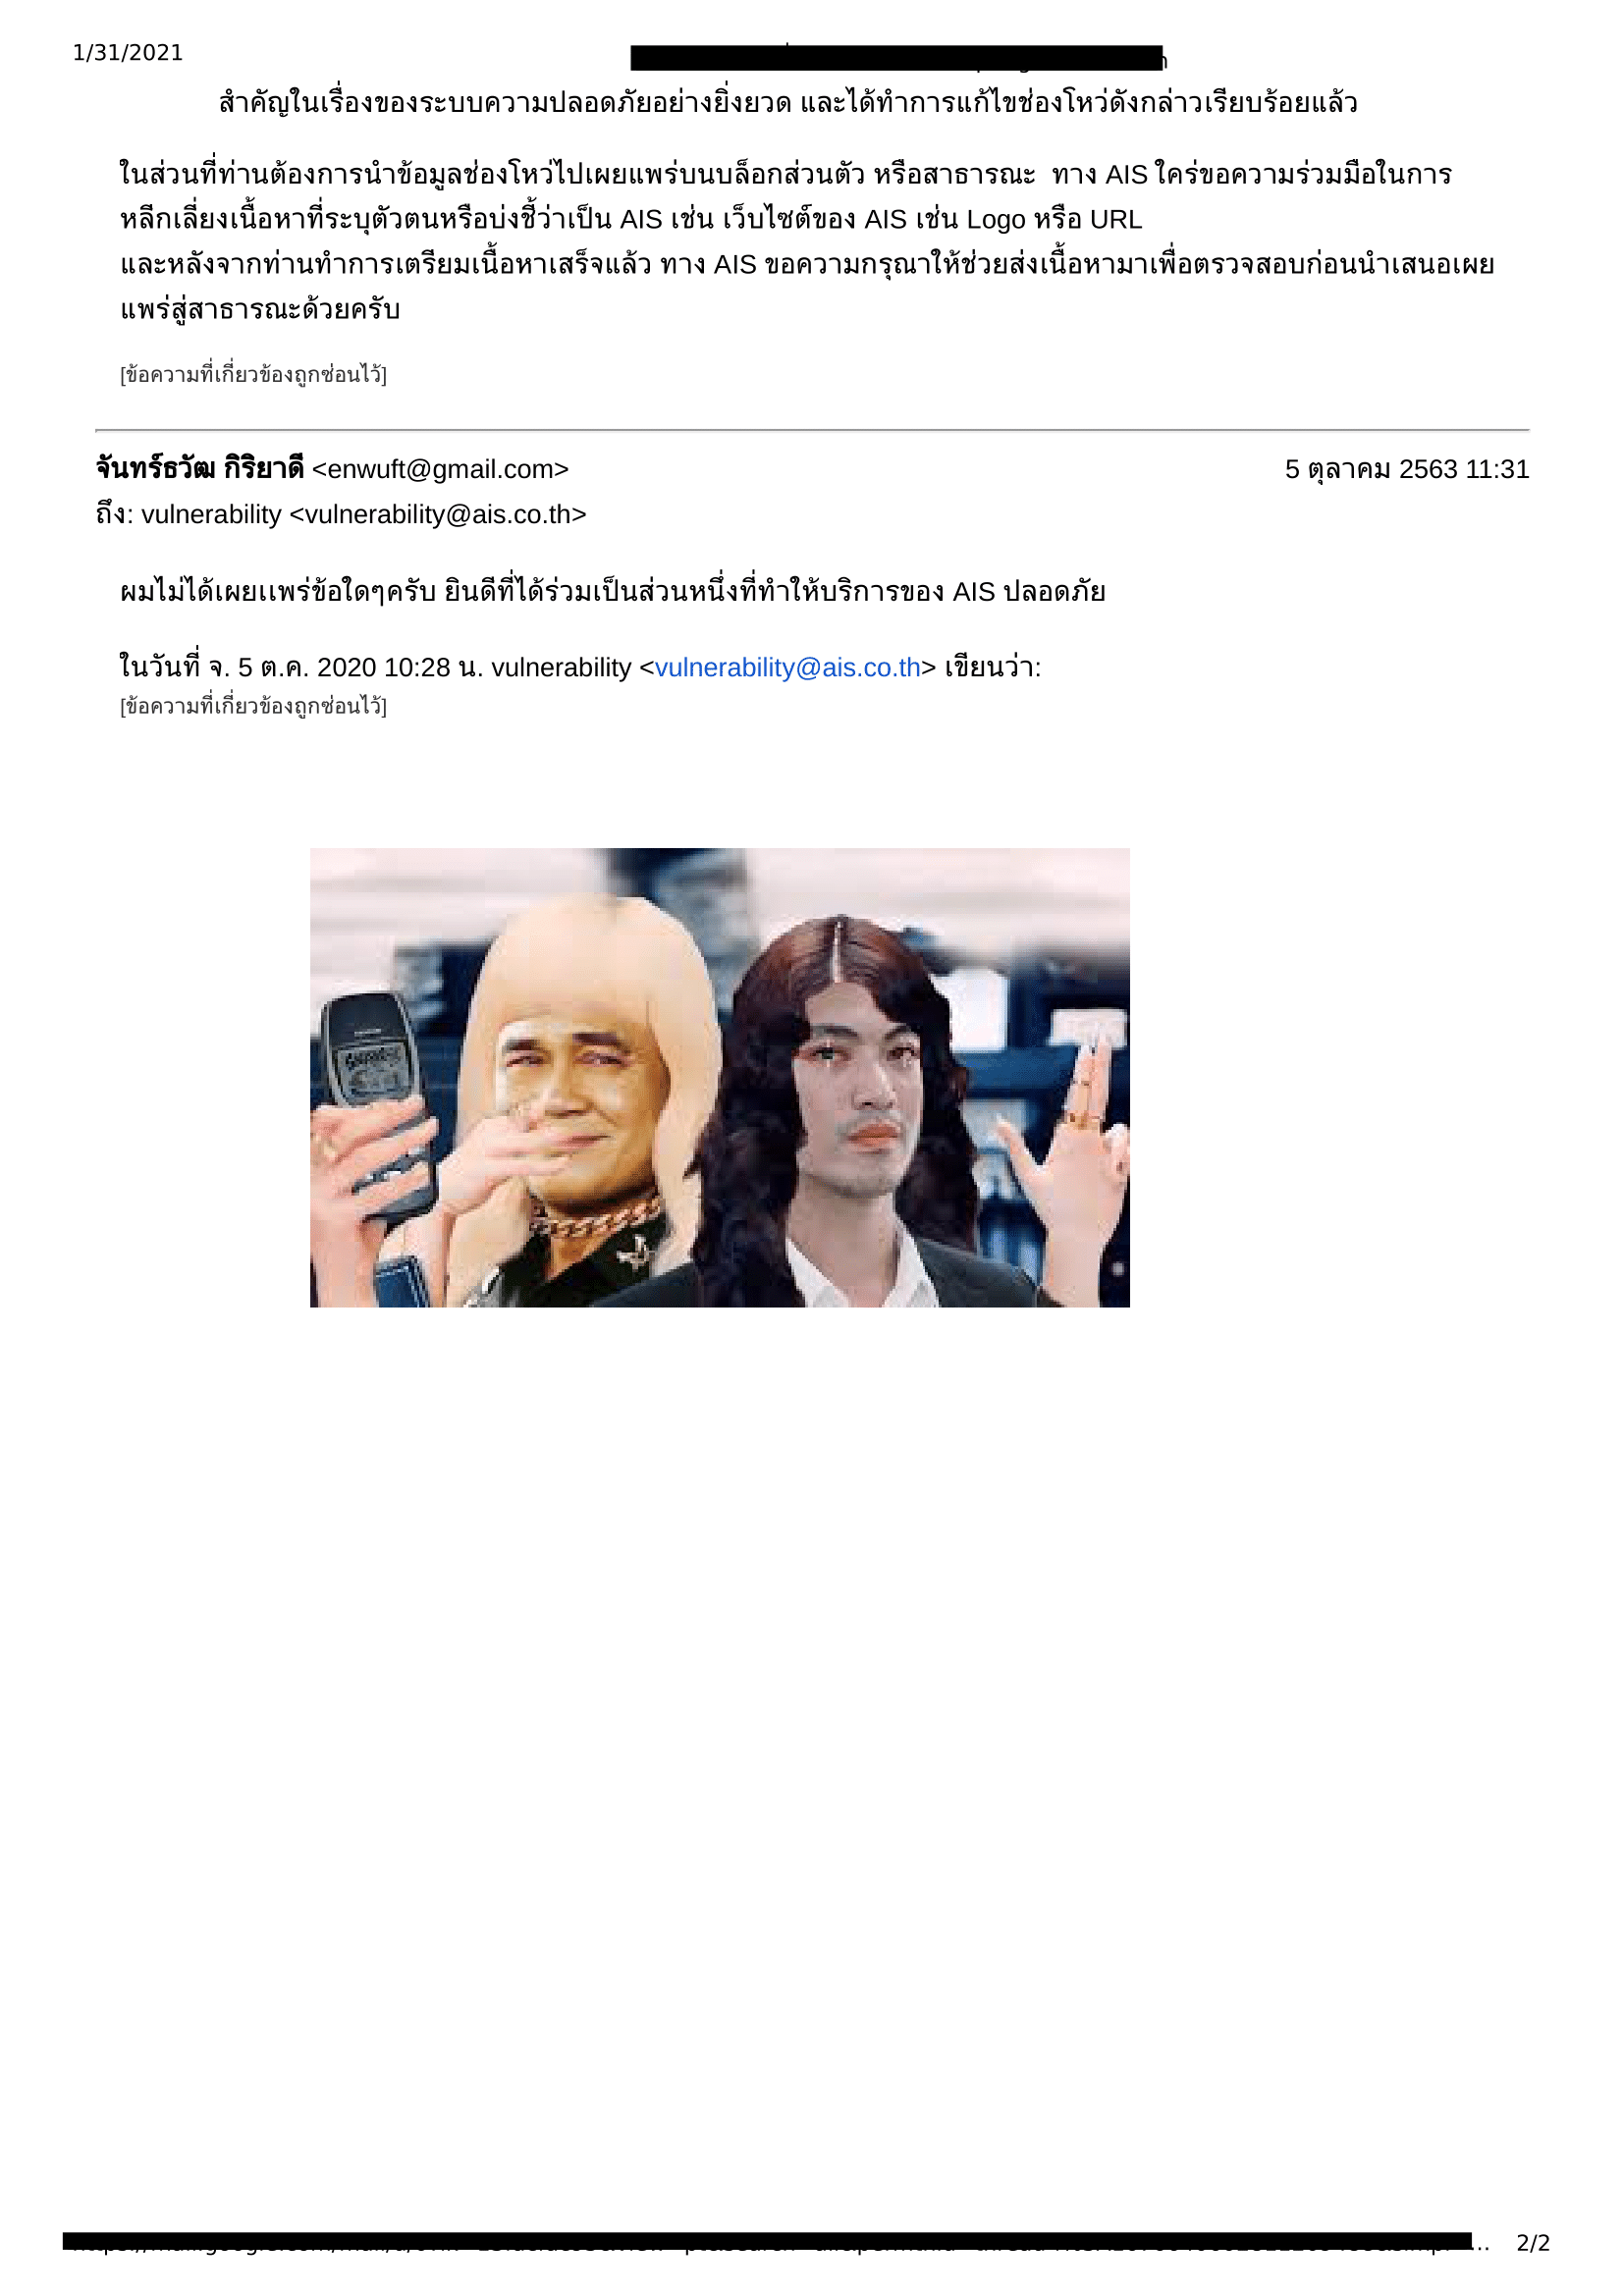 1/31/2021
สำคัญในเรื่องของระบบความปลอดภัยอย่างยิ่งยวด และได้ทำการแก้ไขช่องโหว่ดังกล่าวเรียบร้อยแล้ว
ในส่วนที่ท่านต้องการนำข้อมูลช่องโหว่ไปเผยแพร่บนบล็อกส่วนตัว หรือสาธารณะ  ทาง AIS ใคร่ขอความร่วมมือในการ
หลีกเลี่ยงเนื้อหาที่ระบุตัวตนหรือบ่งชี้ว่าเป็น AIS เช่น เว็บไซต์ของ AIS เช่น Logo หรือ URL
และหลังจากท่านทำการเตรียมเนื้อหาเสร็จแล้ว ทาง AIS ขอความกรุณาให้ช่วยส่งเนื้อหามาเพื่อตรวจสอบก่อนนำเสนอเผย
แพร่สู่สาธารณะด้วยครับ
[ข้อความที่เกี่ยวข้องถูกซ่อนไว้]
จันทร์ธวัฒ กิริยาดี <enwuft@gmail.com> 5 ตุลาคม 2563 11:31
ถึง: vulnerability <vulnerability@ais.co.th>
ผมไม่ได้เผยเเพร่ข้อใดๆครับ ยินดีที่ได้ร่วมเป็นส่วนหนึ่งที่ทำให้บริการของ AIS ปลอดภัย
ในวันที่ จ. 5 ต.ค. 2020 10:28 น. vulnerability <vulnerability@ais.co.th> เขียนว่า:
[ข้อความที่เกี่ยวข้องถูกซ่อนไว้]
2/2